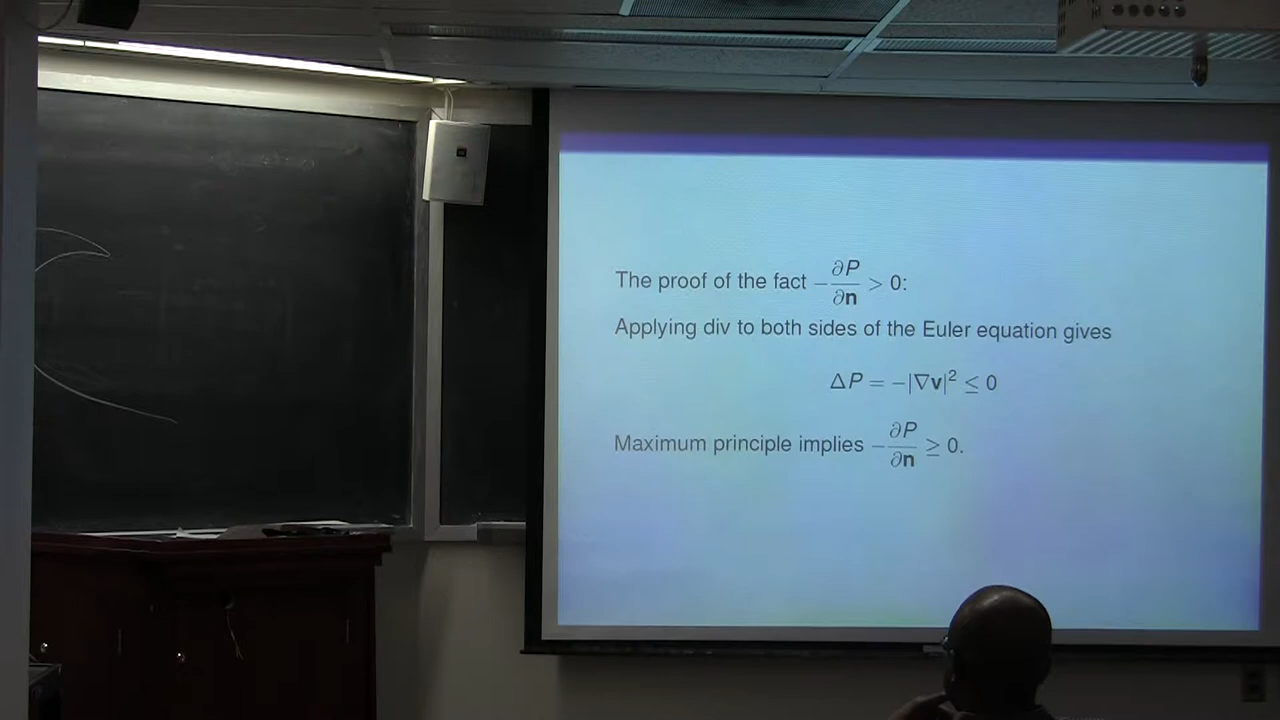 The proof of the fact −∂P/∂n > 0:
Applying div to both sides of the Euler equation gives
ΔP = −|∇v|² ≤ 0
Maximum principle implies −∂P/∂n ≥ 0.